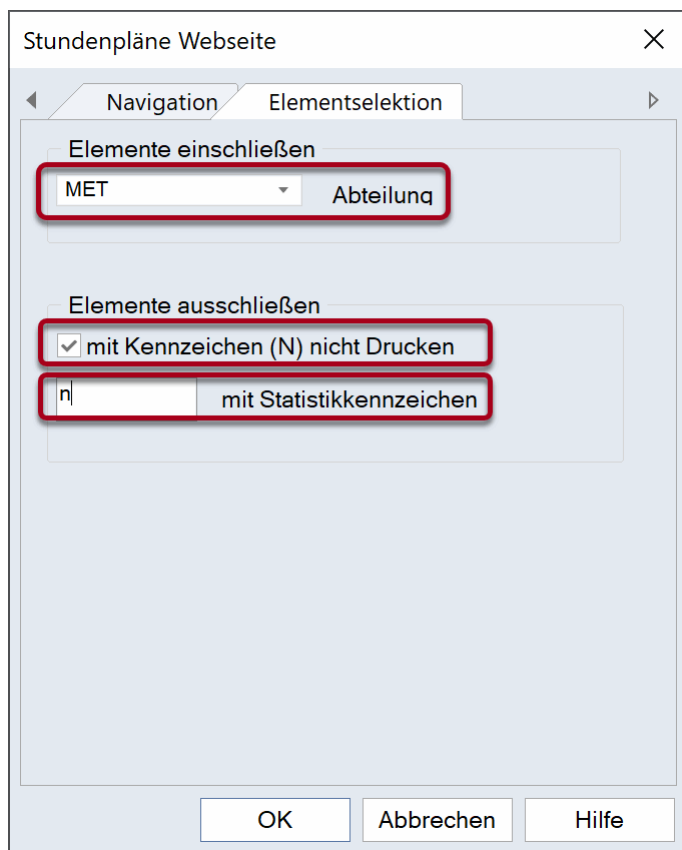 Stundenpläne Webseite
Navigation Elementselektion
Elemente einschließen
MET Abteilung
Elemente ausschließen
mit Kennzeichen (N) nicht Drucken
n mit Statistikkennzeichen
OK Abbrechen Hilfe